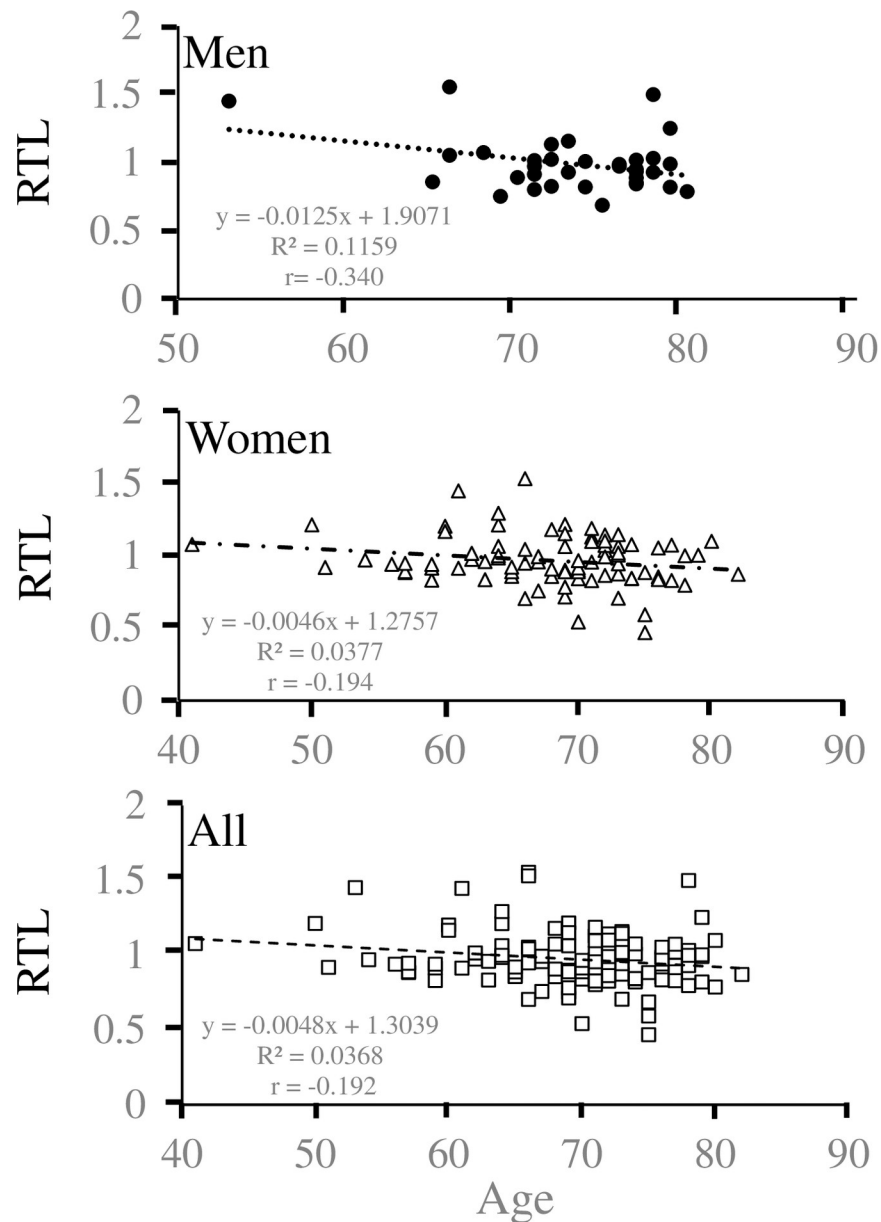 Men
RTL
2
1.5
1
0.5
0
y = -0.0125x + 1.9071
R² = 0.1159
r= -0.340
50 60 70 80 90
Women
RTL
2
1.5
1
0.5
0
y = -0.0046x + 1.2757
R² = 0.0377
r = -0.194
40 50 60 70 80 90
All
RTL
2
1.5
1
0.5
0
y = -0.0048x + 1.3039
R² = 0.0368
r = -0.192
40 50 60 70 80 90
Age